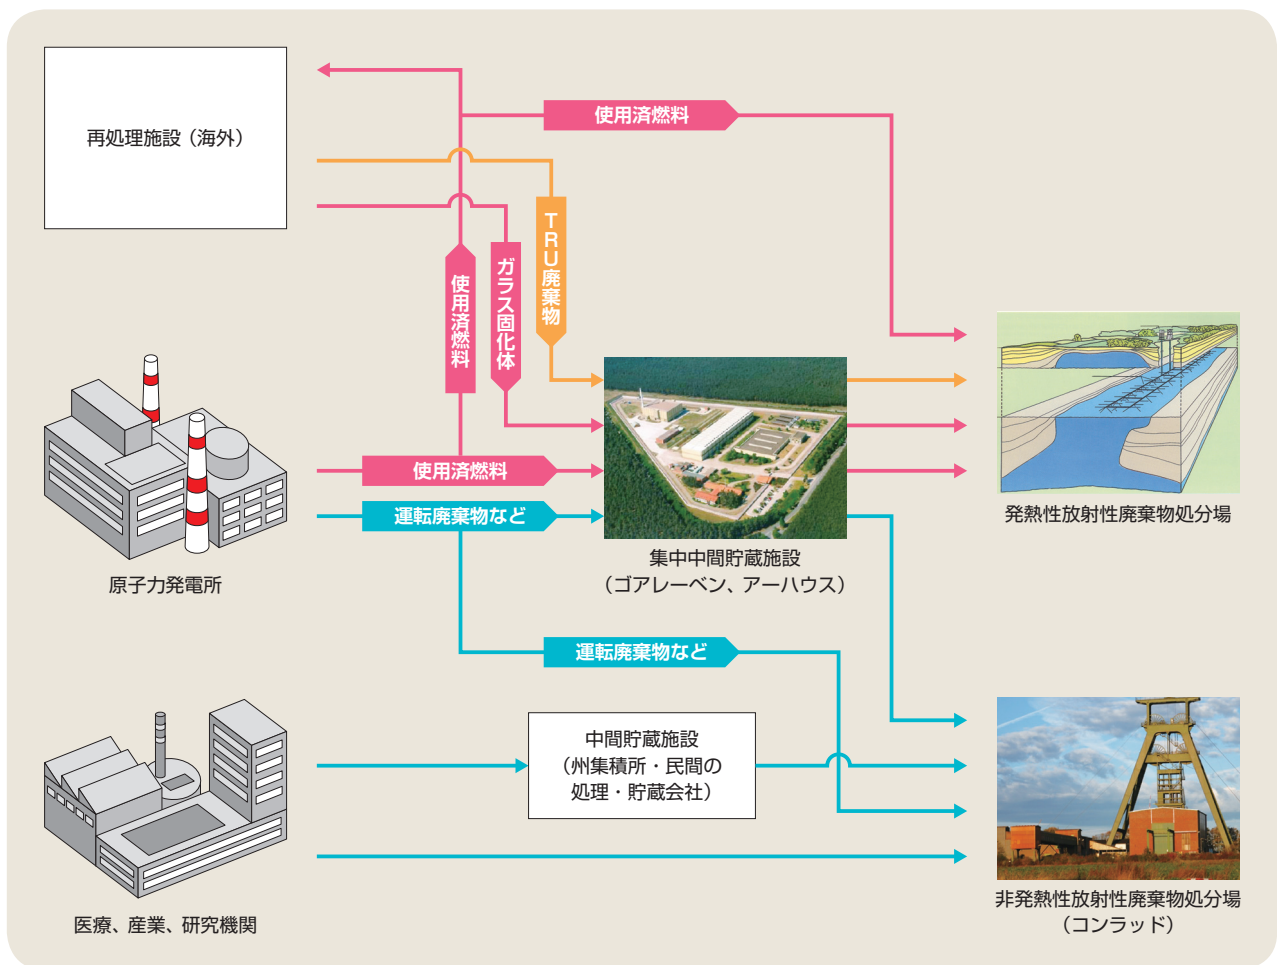 再処理施設（海外）
使用済燃料
TRU廃棄物
ガラス固化体
使用済燃料
使用済燃料
運転廃棄物など
原子力発電所
集中中間貯蔵施設
（ゴアレーベン、アーハウス）
発熱性放射性廃棄物処分場
運転廃棄物など
中間貯蔵施設
（州集積所・民間の
処理・貯蔵会社）
医療、産業、研究機関
非発熱性放射性廃棄物処分場
（コンラッド）